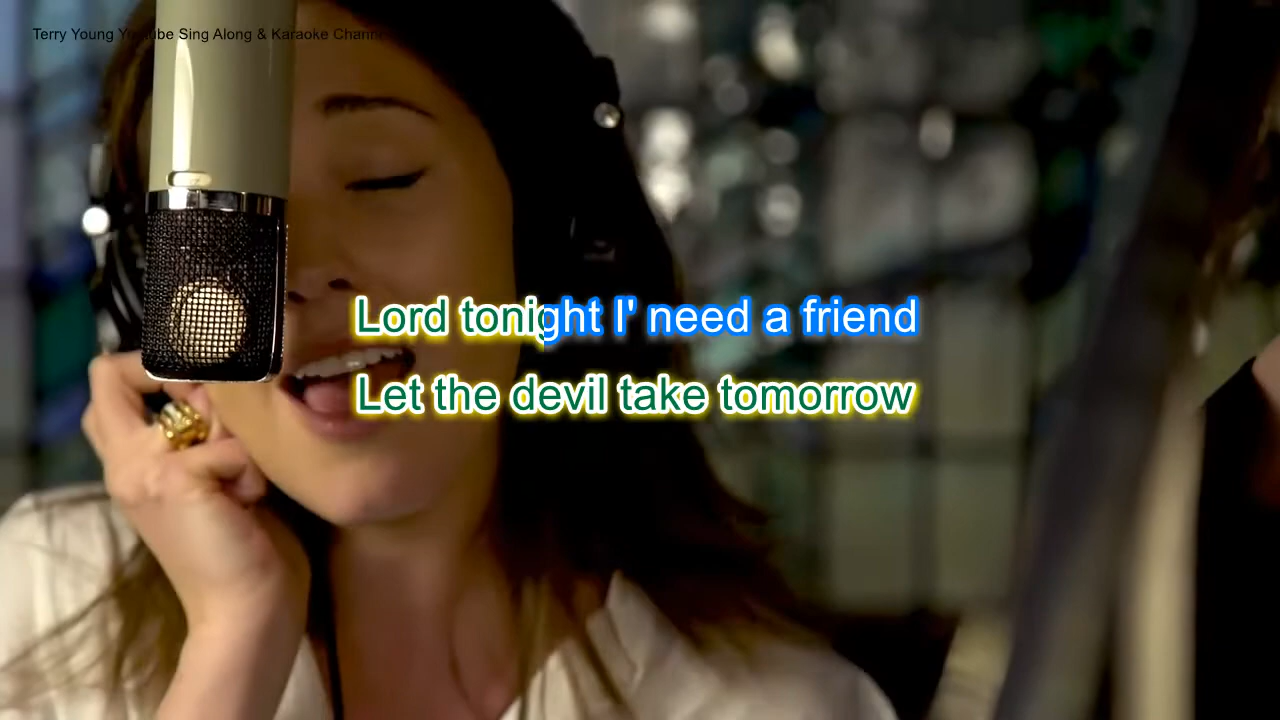 Terry Young Youtube Sing Along & Karaoke Channel
Lord tonight I' need a friend
Let the devil take tomorrow